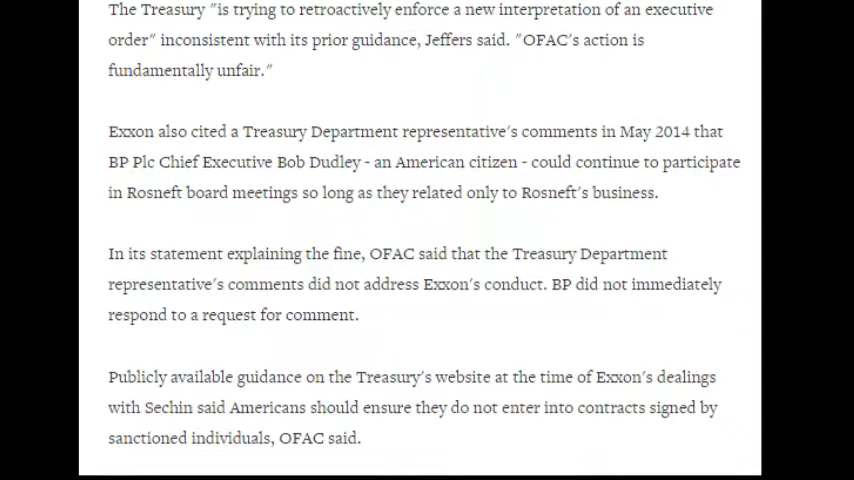 The Treasury "is trying to retroactively enforce a new interpretation of an executive
order" inconsistent with its prior guidance, Jeffers said. "OFAC's action is
fundamentally unfair."
Exxon also cited a Treasury Department representative's comments in May 2014 that
BP Plc Chief Executive Bob Dudley - an American citizen - could continue to participate
in Rosneft board meetings so long as they related only to Rosneft's business.
In its statement explaining the fine, OFAC said that the Treasury Department
representative's comments did not address Exxon's conduct. BP did not immediately
respond to a request for comment.
Publicly available guidance on the Treasury's website at the time of Exxon's dealings
with Sechin said Americans should ensure they do not enter into contracts signed by
sanctioned individuals, OFAC said.